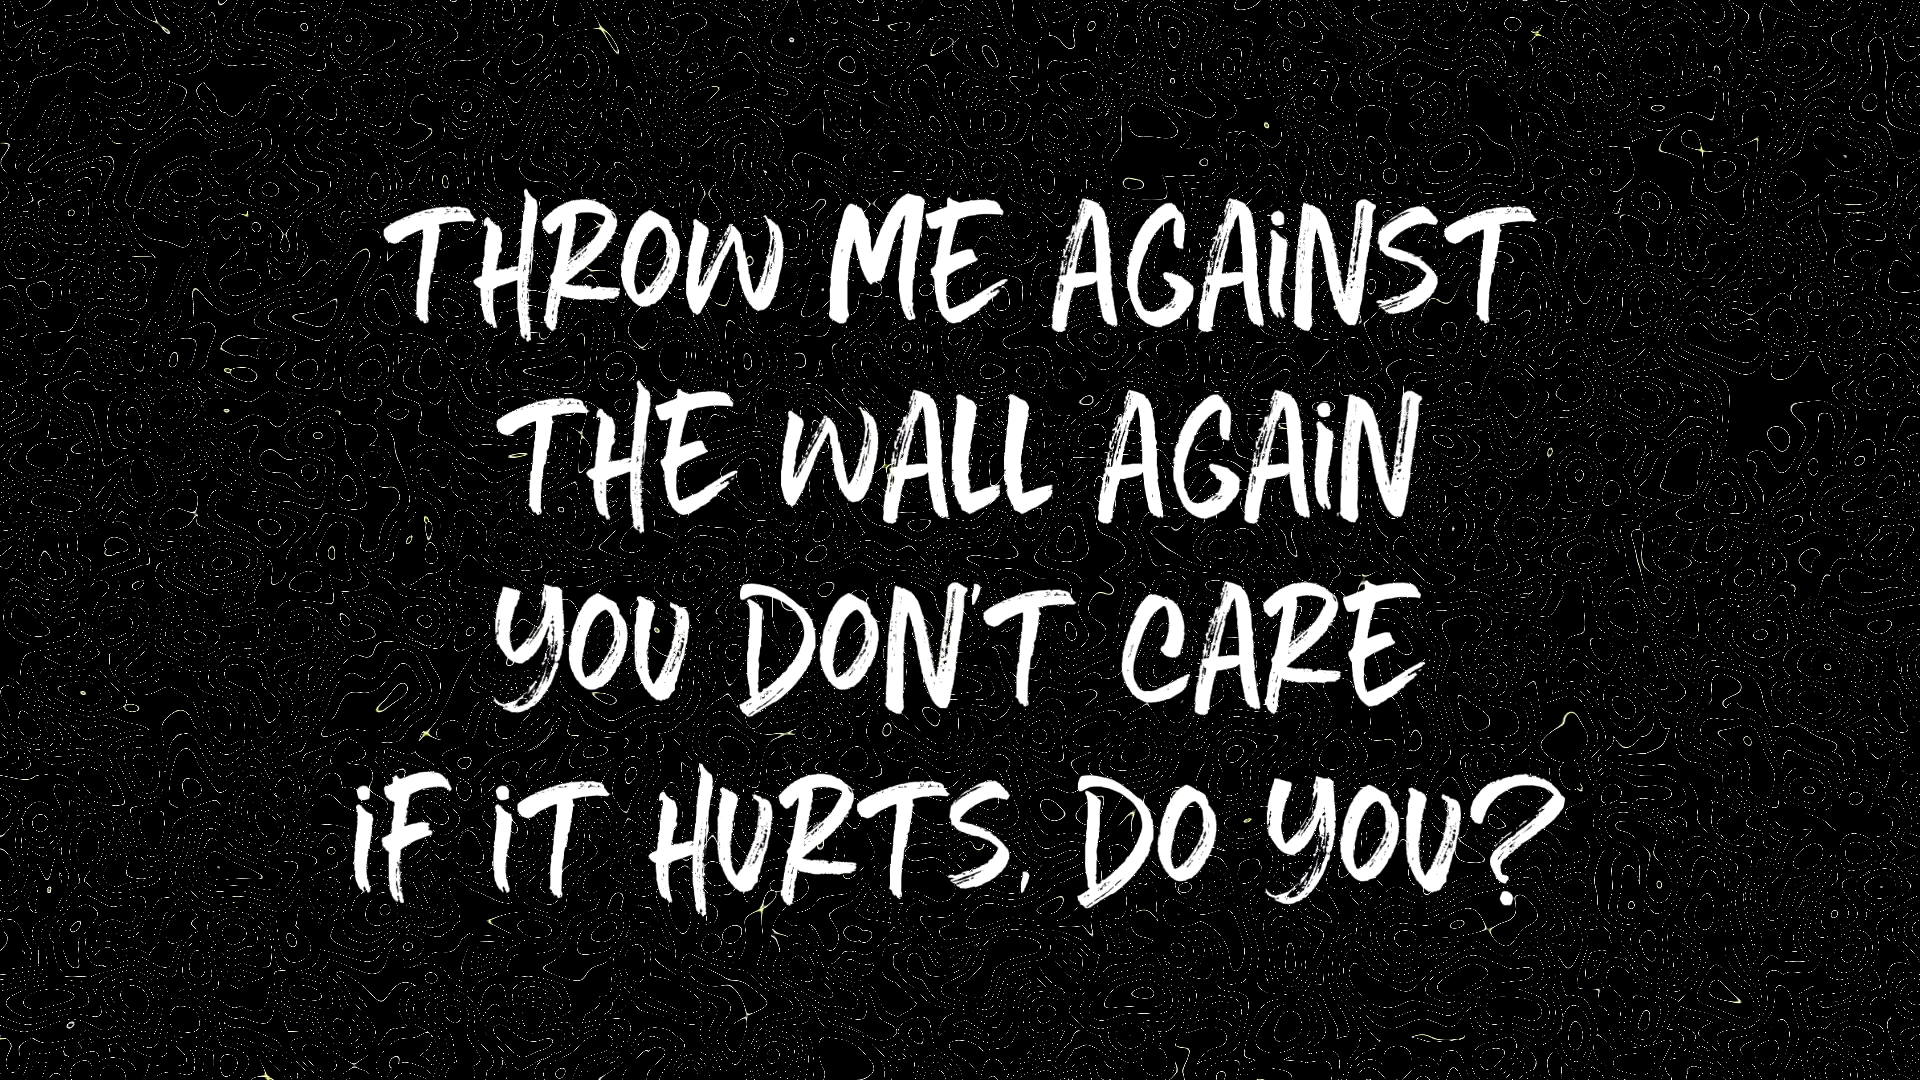 THROW ME AGAINST
THE WALL AGAIN
YOU DON'T CARE
IF IT HURTS, DO YOU?